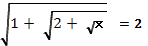 √(1 + √(2 + √x)) = 2